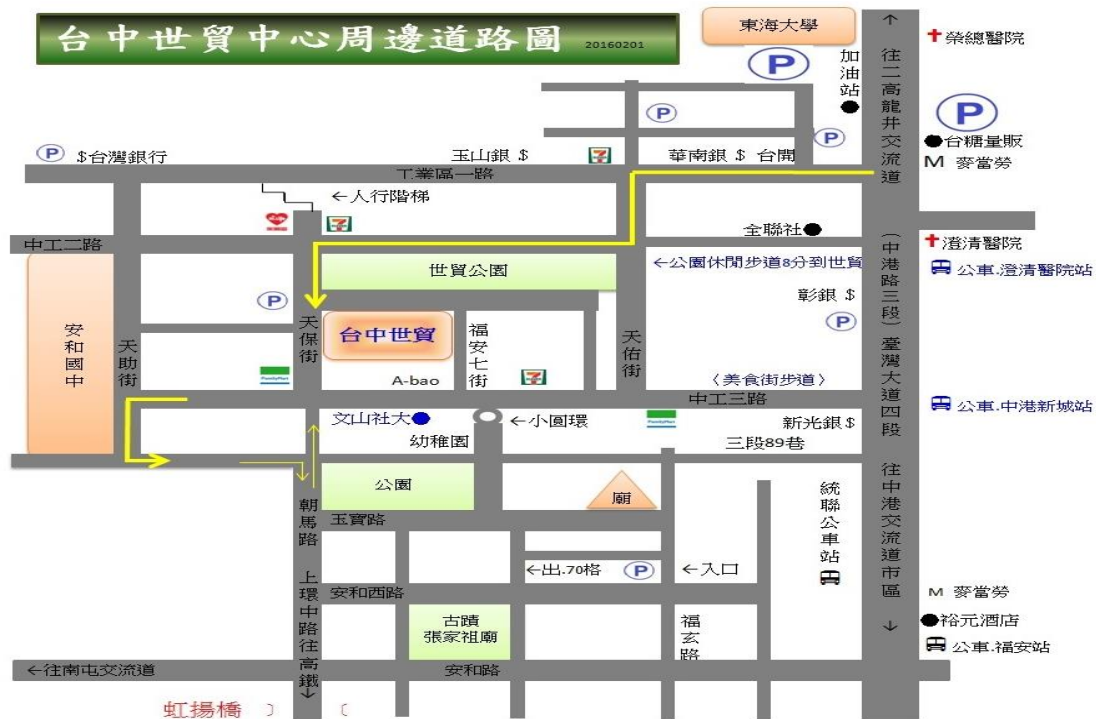 台中世貿中心周邊道路圖 20160201
東海大學
P
加油站
往二高龍井交流道
榮總醫院
P
P
P
P
台糖量販
M 麥當勞
P $台灣銀行
玉山銀 $
7 ELEVEN
華南銀 $ 台開
工業區一路
←人行階梯
7 ELEVEN
全聯社
中工二路
澄清醫院
世貿公園
←公園休閒步道8分到世貿
公車.澄清醫院站
(中港路三段)臺灣大道四段
彰銀 $
P
P
安和國中
天助街
天保街
台中世貿
福安七街
天佑街
FamilyMart
A-bao
7 ELEVEN
〈美食街步道〉
中工三路
公車.中港新城站
文山社大
←小圓環
FamilyMart
新光銀$
幼稚園
三段89巷
往中港交流道市區
公園
廟
統聯公車站
朝馬路
玉寶路
←出.70格 P
←入口
上環中路往高鐵
安和西路
M 麥當勞
古蹟
張家祖廟
福玄路
裕元酒店
公車.福安站
←往南屯交流道
安和路
虹揚橋 〕 〔